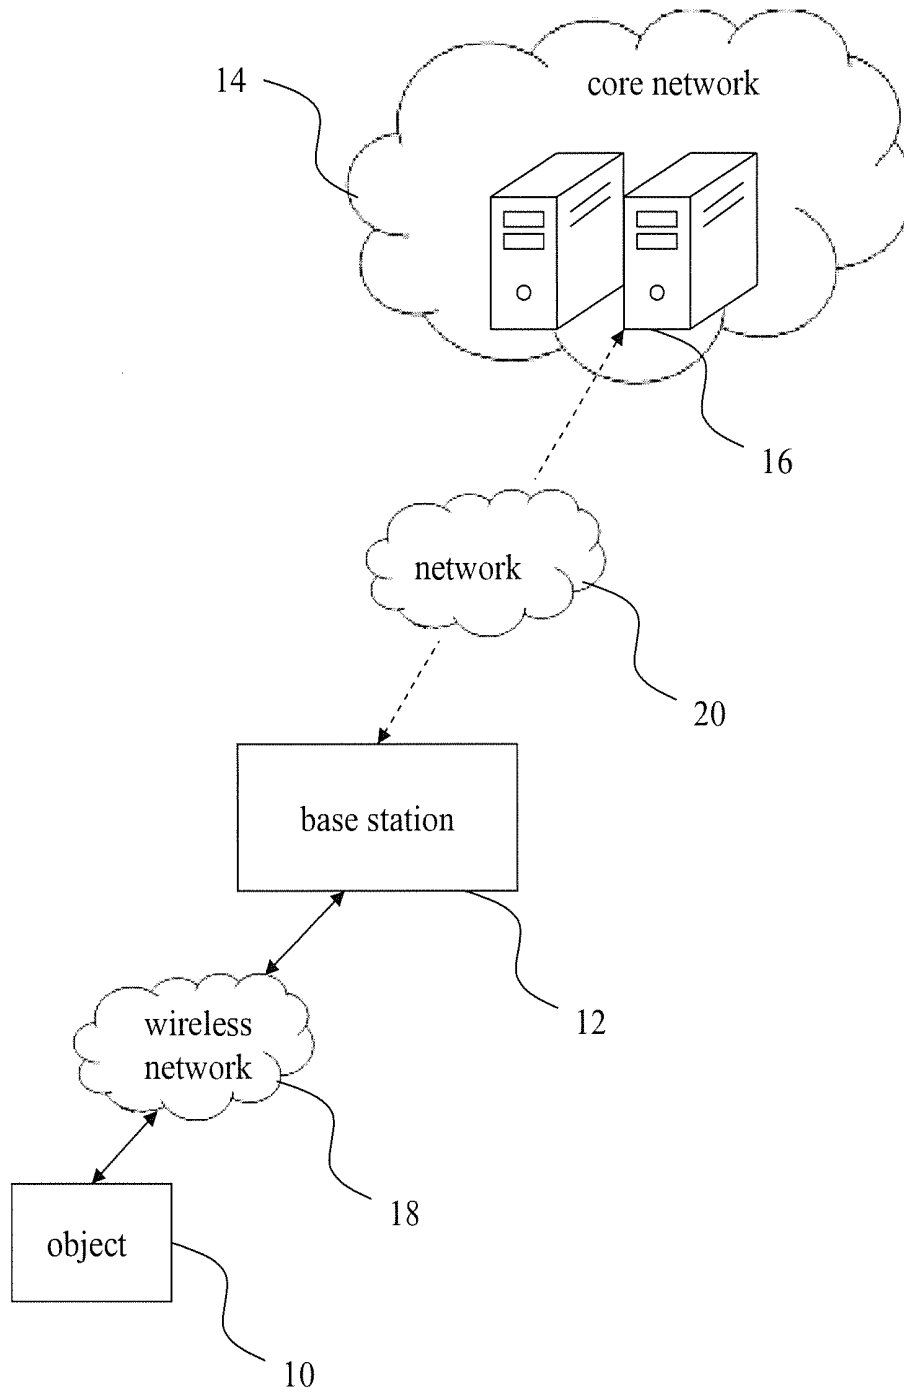 14
core network
16
network
20
base station
12
wireless
network
18
object
10